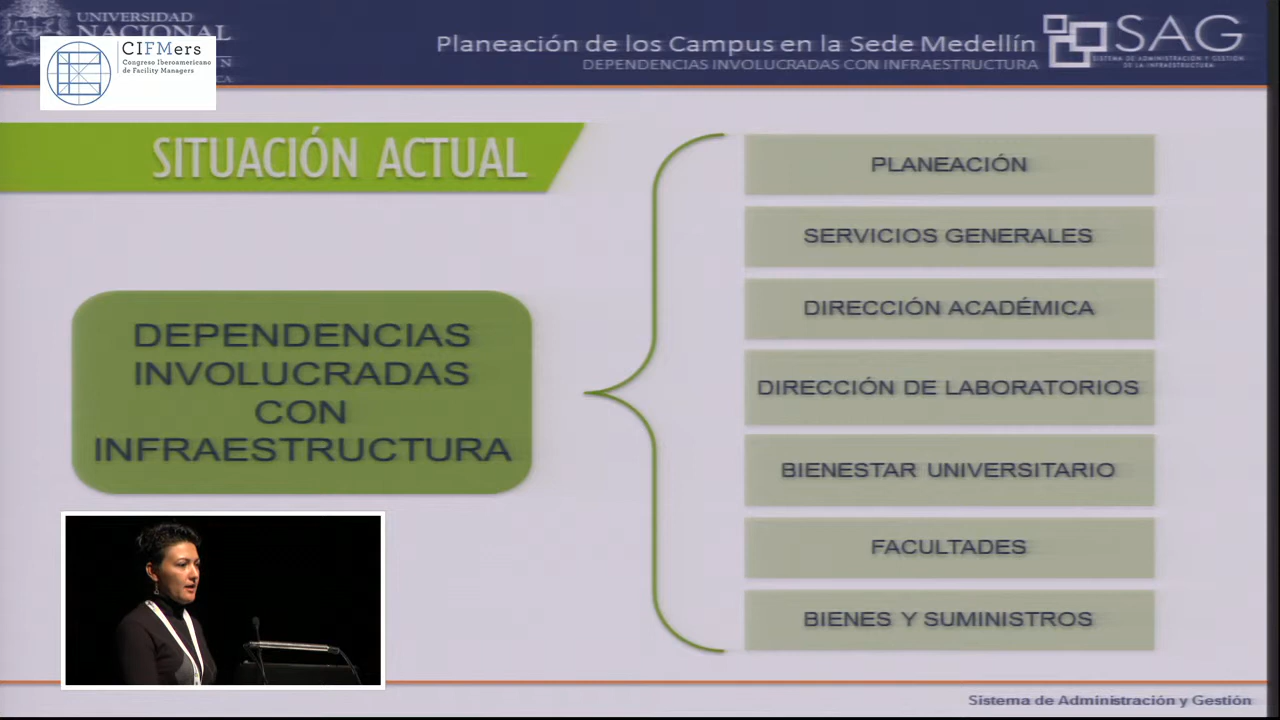 UNIVERSIDAD
NACIONAL
CIFMers
Congreso Iberoamericano
de Facility Managers
Planeación de los Campus en la Sede Medellín
DEPENDENCIAS INVOLUCRADAS CON INFRAESTRUCTURA
SAG
SISTEMA DE ADMINISTRACIÓN Y GESTIÓN
DE LA INFRAESTRUCTURA
SITUACIÓN ACTUAL
DEPENDENCIAS
INVOLUCRADAS
CON
INFRAESTRUCTURA
PLANEACIÓN
SERVICIOS GENERALES
DIRECCIÓN ACADÉMICA
DIRECCIÓN DE LABORATORIOS
BIENESTAR UNIVERSITARIO
FACULTADES
BIENES Y SUMINISTROS
Sistema de Administración y Gestión